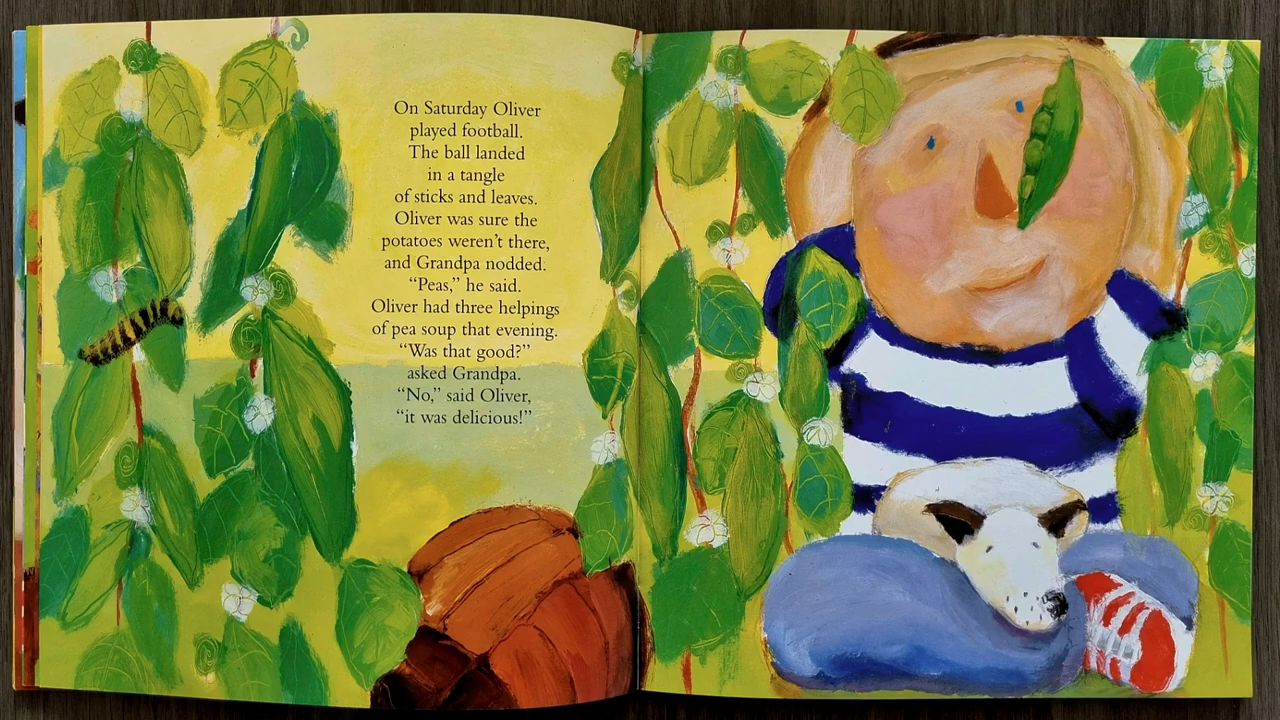 On Saturday Oliver
played football.
The ball landed
in a tangle
of sticks and leaves.
Oliver was sure the
potatoes weren’t there,
and Grandpa nodded.
“Peas,” he said.
Oliver had three helpings
of pea soup that evening.
“Was that good?”
asked Grandpa.
“No,” said Oliver,
“it was delicious!”